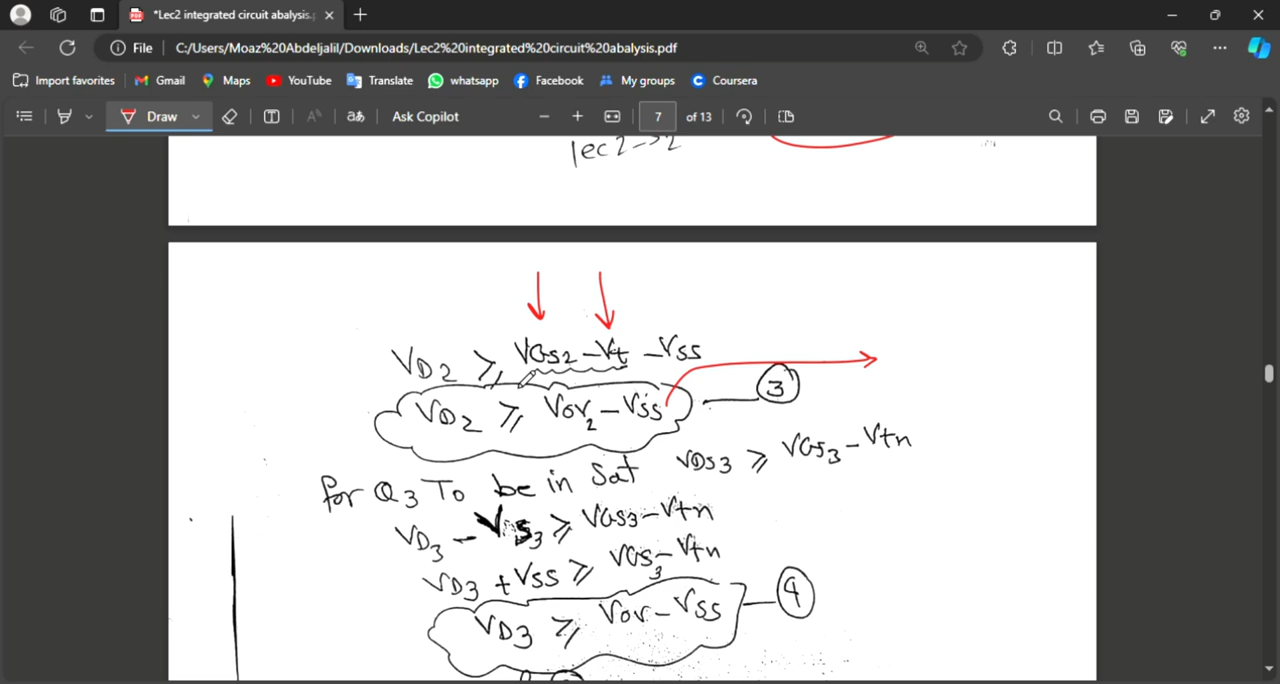 *Lec2 integrated circuit abalysis.p
File C:/Users/Moaz%20Abdeljalil/Downloads/Lec2%20integrated%20circuit%20abalysis.pdf
Import favorites Gmail Maps YouTube Translate whatsapp Facebook My groups Coursera
Draw aあ Ask Copilot 7 of 13
VD2 ≥ VGS2 - Vt - VSS
VD2 ≥ VOV2 - VSS 3
for Q3 To be in Sat VDS3 ≥ VGS3 - Vtn
VD3 - VS3 ≥ VGS3 - Vtn
VD3 + VSS ≥ VGS3 - Vtn
VD3 ≥ VOV - VSS 4